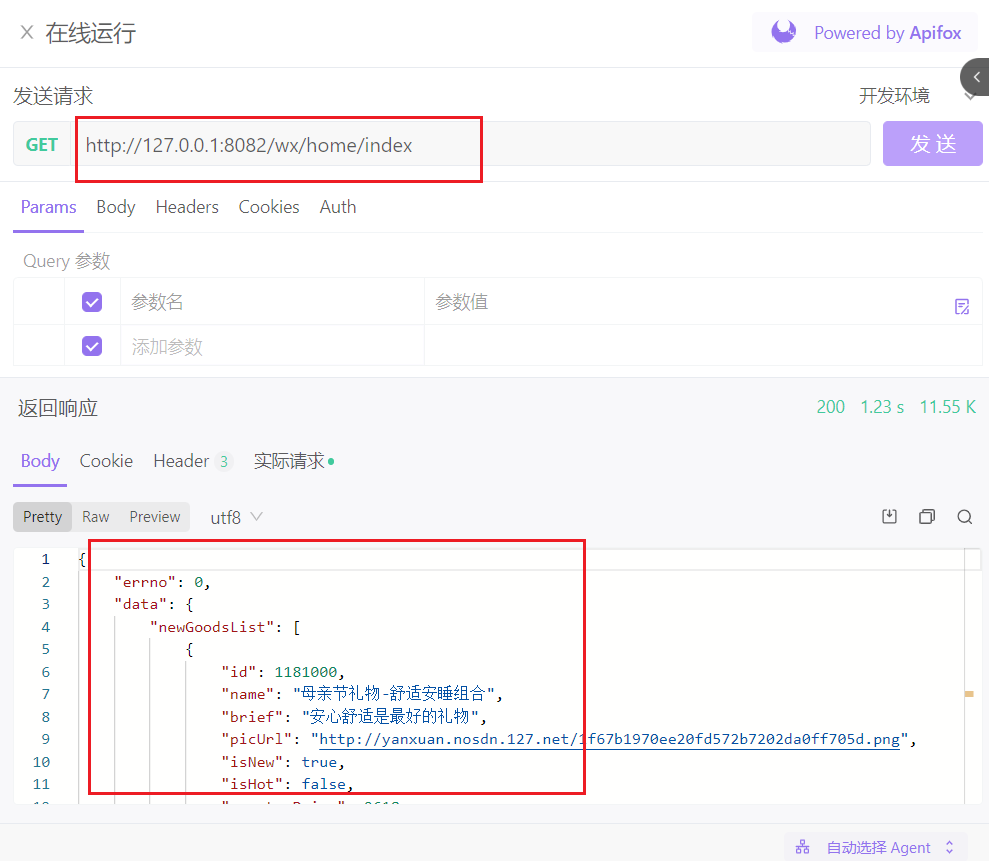 在线运行
Powered by Apifox
发送请求
开发环境
GET http://127.0.0.1:8082/wx/home/index 发 送
Params Body Headers Cookies Auth
Query 参数
参数名 参数值
添加参数
返回响应
200 1.23 s 11.55 K
Body Cookie Header 3 实际请求
Pretty Raw Preview utf8
1 {
2 "errno": 0,
3 "data": {
4 "newGoodsList": [
5 {
6 "id": 1181000,
7 "name": "母亲节礼物-舒适安睡组合",
8 "brief": "安心舒适是最好的礼物",
9 "picUrl": "http://yanxuan.nosdn.127.net/1f67b1970ee20fd572b7202da0ff705d.png",
10 "isNew": true,
11 "isHot": false,
自动选择 Agent